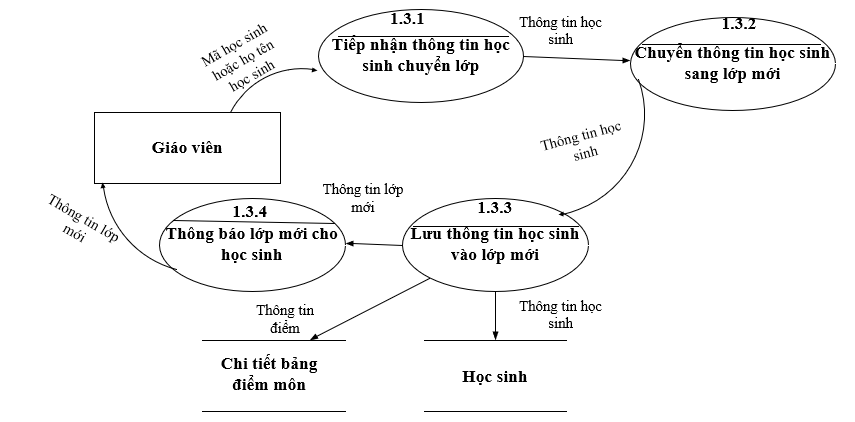 1.3.1
Tiếp nhận thông tin học
sinh chuyển lớp
Thông tin học
sinh
1.3.2
Chuyển thông tin học sinh
sang lớp mới
Mã học sinh
hoặc họ tên
học sinh
Giáo viên
Thông tin học
sinh
Thông tin lớp
mới
Thông tin lớp
mới
1.3.4
Thông báo lớp mới cho
học sinh
1.3.3
Lưu thông tin học sinh
vào lớp mới
Thông tin
điểm
Thông tin học
sinh
Chi tiết bảng
điểm môn
Học sinh